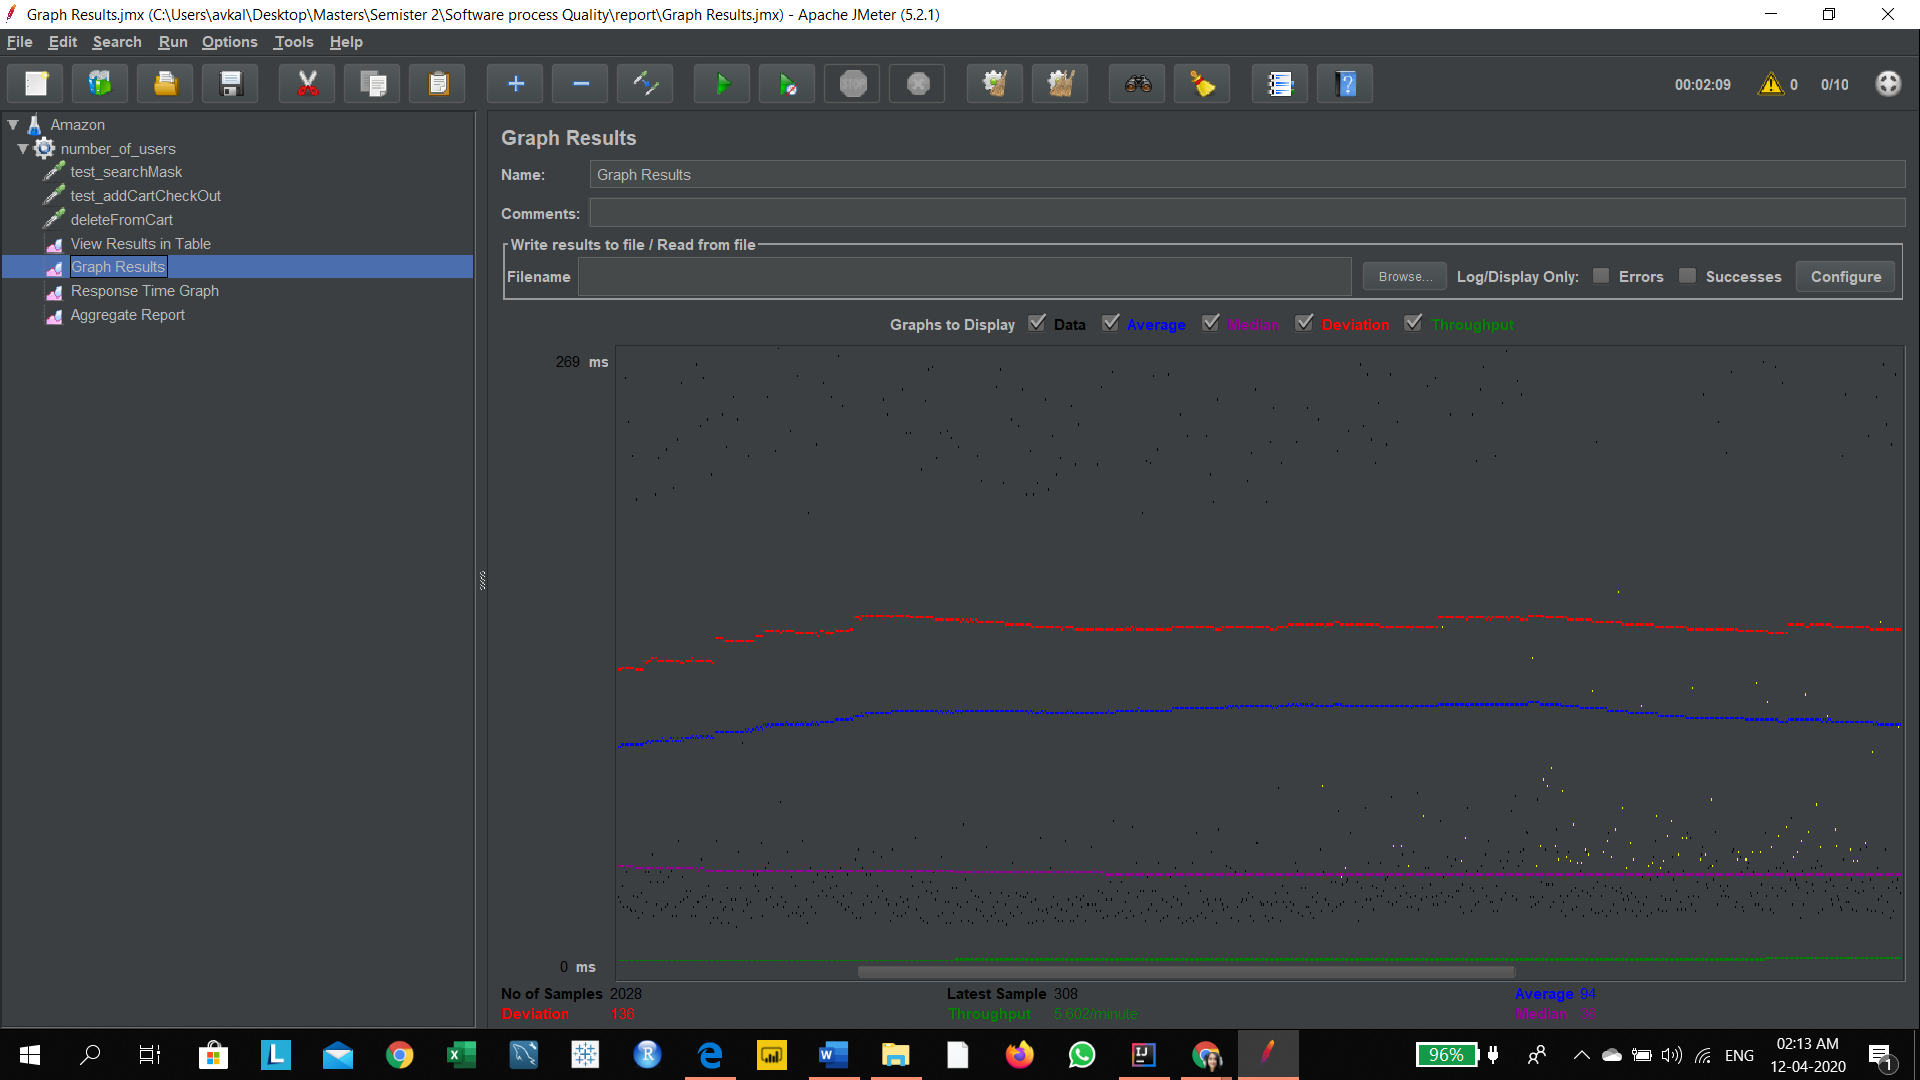 Graph Results.jmx (C:\Users\avkal\Desktop\Masters\Semister 2\Software process Quality\report\Graph Results.jmx) - Apache JMeter (5.2.1)
File Edit Search Run Options Tools Help
STOP
00:02:09 0 0/10
Amazon
number_of_users
test_searchMask
test_addCartCheckOut
deleteFromCart
View Results in Table
Graph Results
Response Time Graph
Aggregate Report
Graph Results
Name: Graph Results
Comments:
Write results to file / Read from file
Filename Browse... Log/Display Only: Errors Successes Configure
Graphs to Display Data Average Median Deviation Throughput
269 ms
0 ms
No of Samples 2028 Latest Sample 308 Average 94
Deviation 136 Throughput 5.602/minute Median
96% ENG 02:13 AM
12-04-2020
1